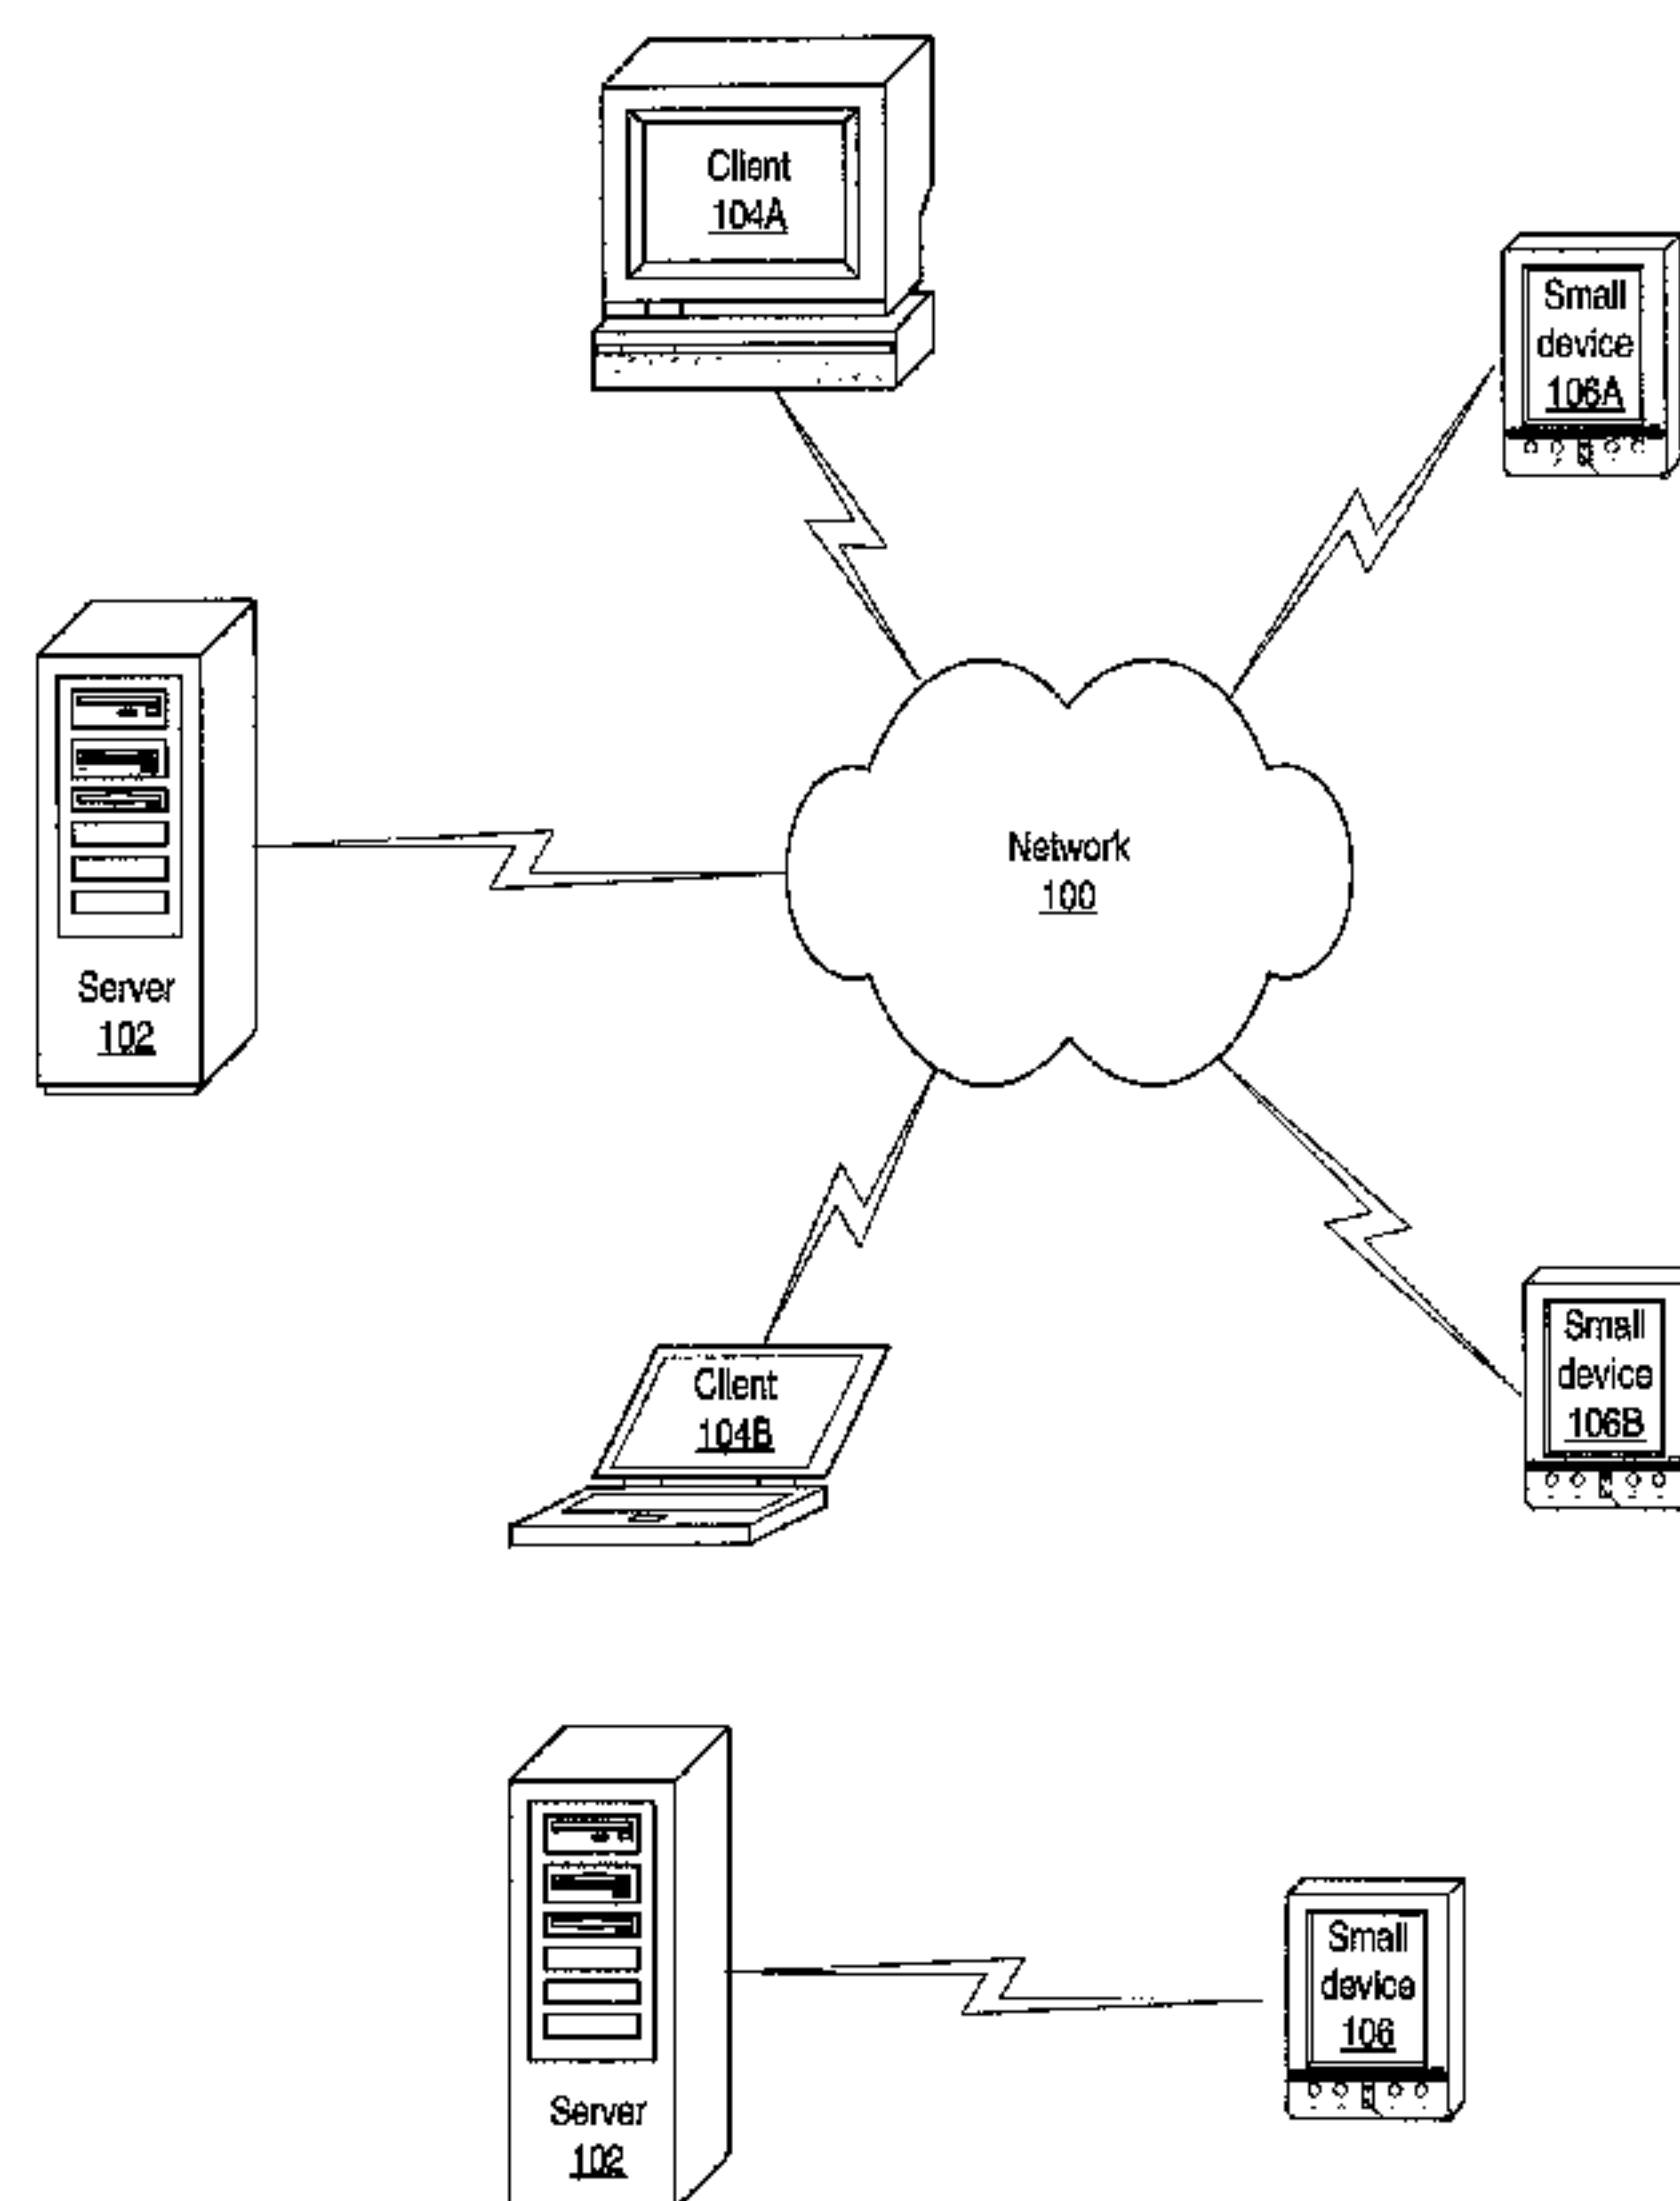 Client
104A
Small
device
106A
Network
100
Server
102
Client
104B
Small
device
106B
Small
device
106
Server
102